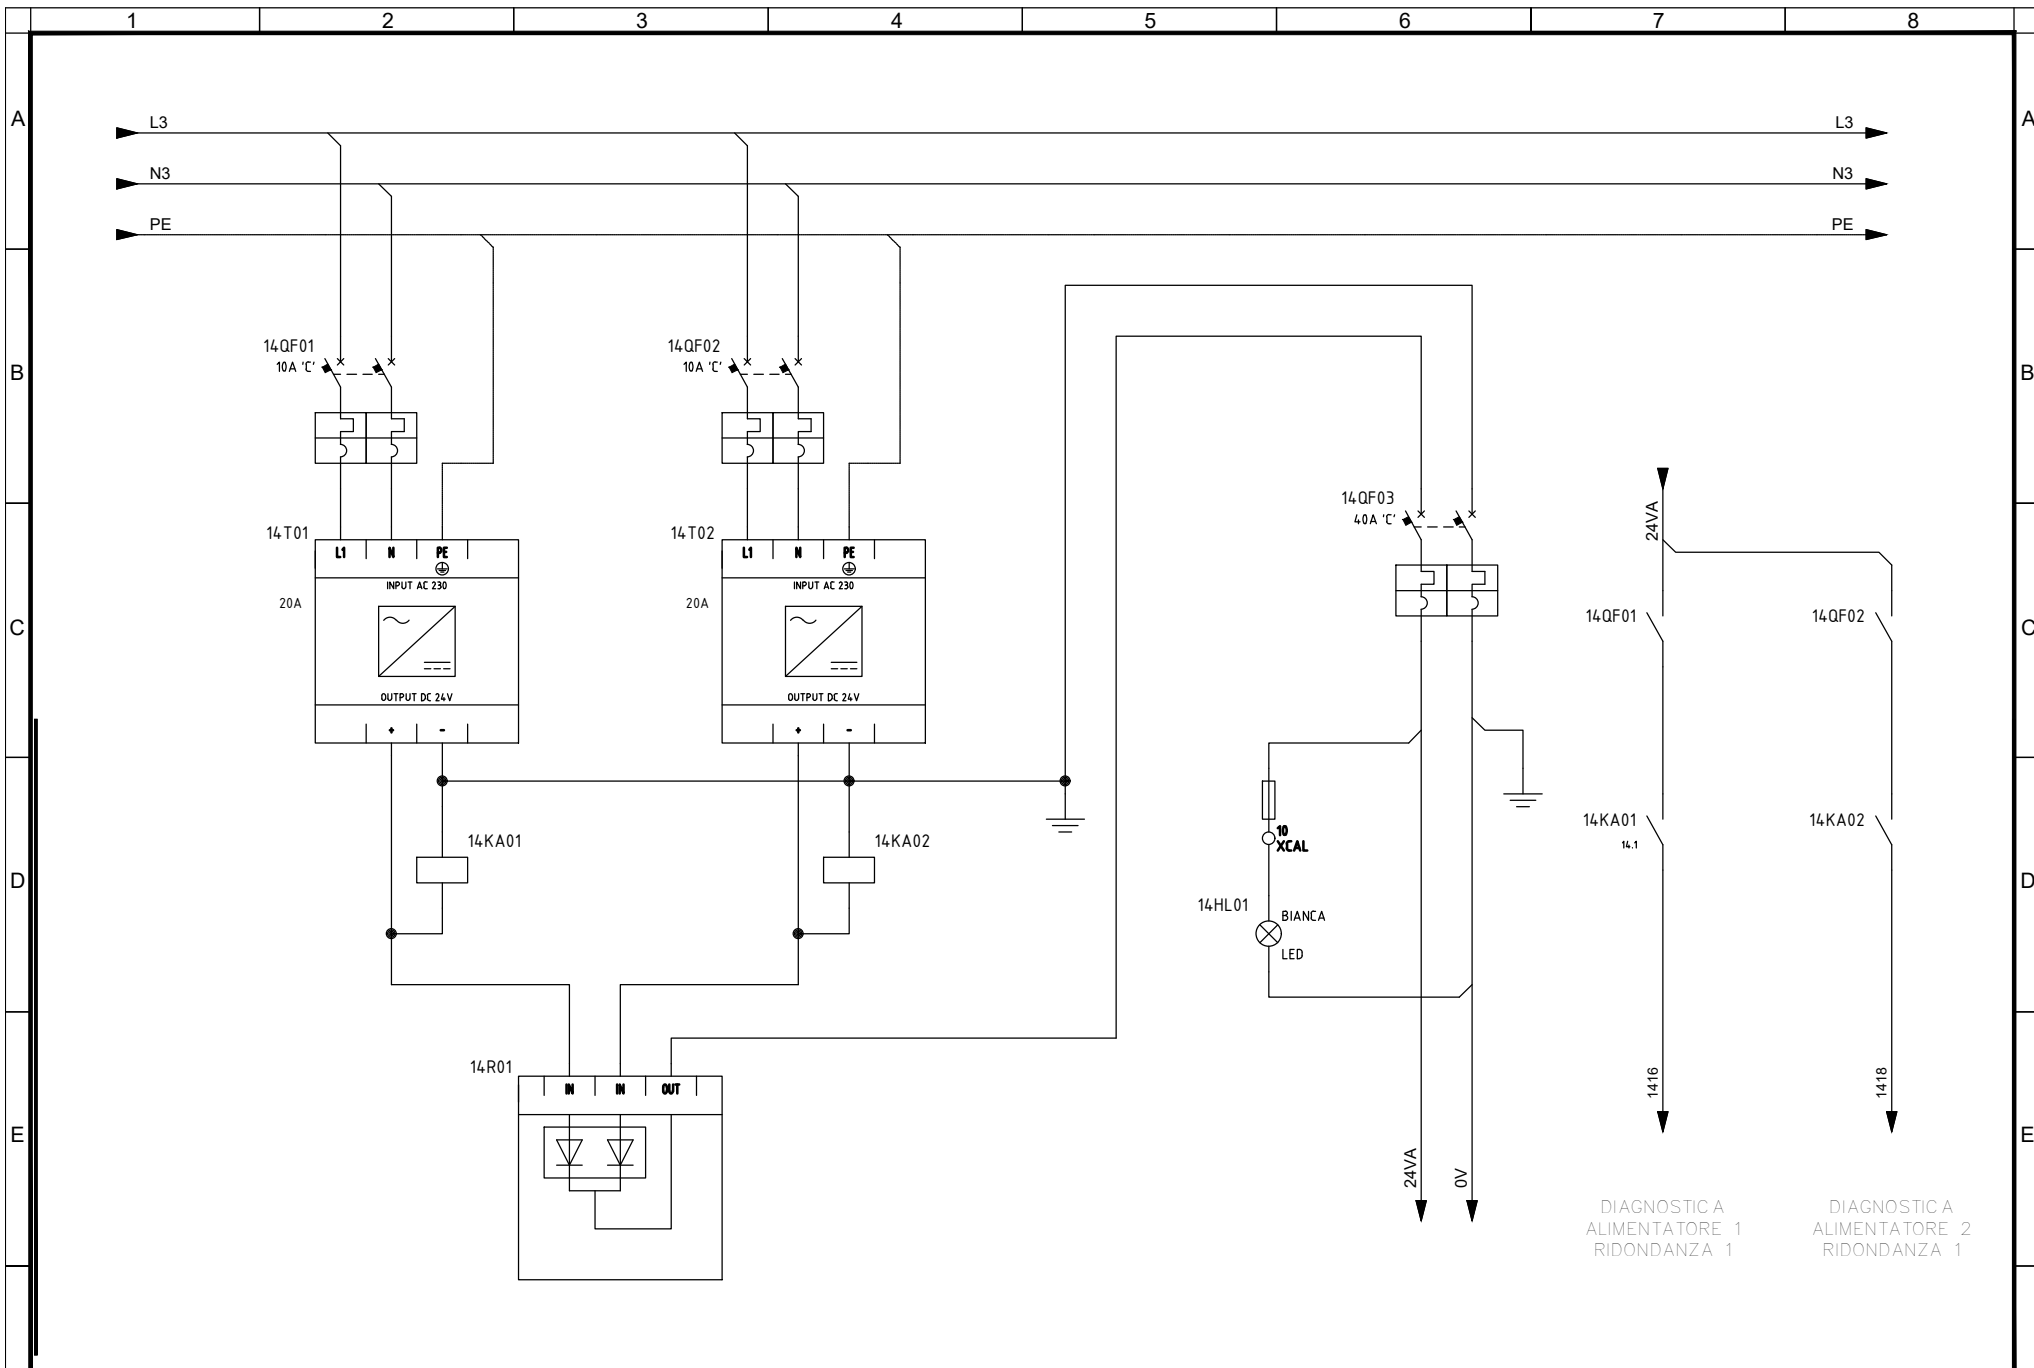 1 2 3 4 5 6 7 8
A A
L3 L3
N3 N3
PE PE
B B
14QF01
10A 'C'
14QF02
10A 'C'
14QF03
40A 'C'
24VA
14T01
L1 N PE
INPUT AC 230
20A
OUTPUT DC 24V
+ -
14T02
L1 N PE
INPUT AC 230
20A
OUTPUT DC 24V
+ -
C C
14QF01
14QF02
14KA01
14KA02
10
XCAL
14KA01
14.1
14KA02
D D
14HL01
BIANCA
LED
14R01
IN IN OUT
1416
1418
E E
24VA
0V
DIAGNOSTICA
ALIMENTATORE 1
RIDONDANZA 1
DIAGNOSTICA
ALIMENTATORE 2
RIDONDANZA 1